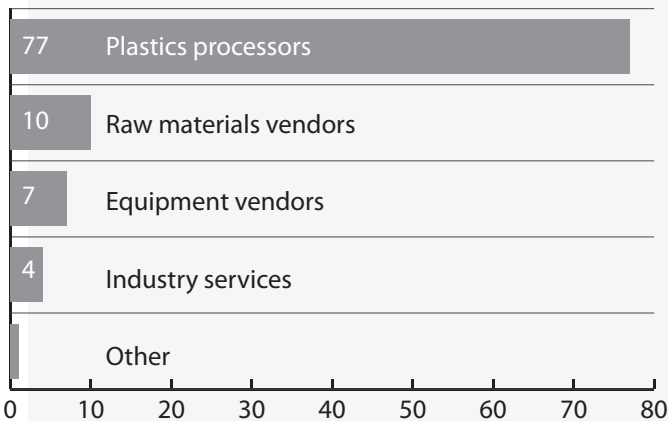 77 Plastics processors
10 Raw materials vendors
7 Equipment vendors
4 Industry services
Other
0 10 20 30 40 50 60 70 80